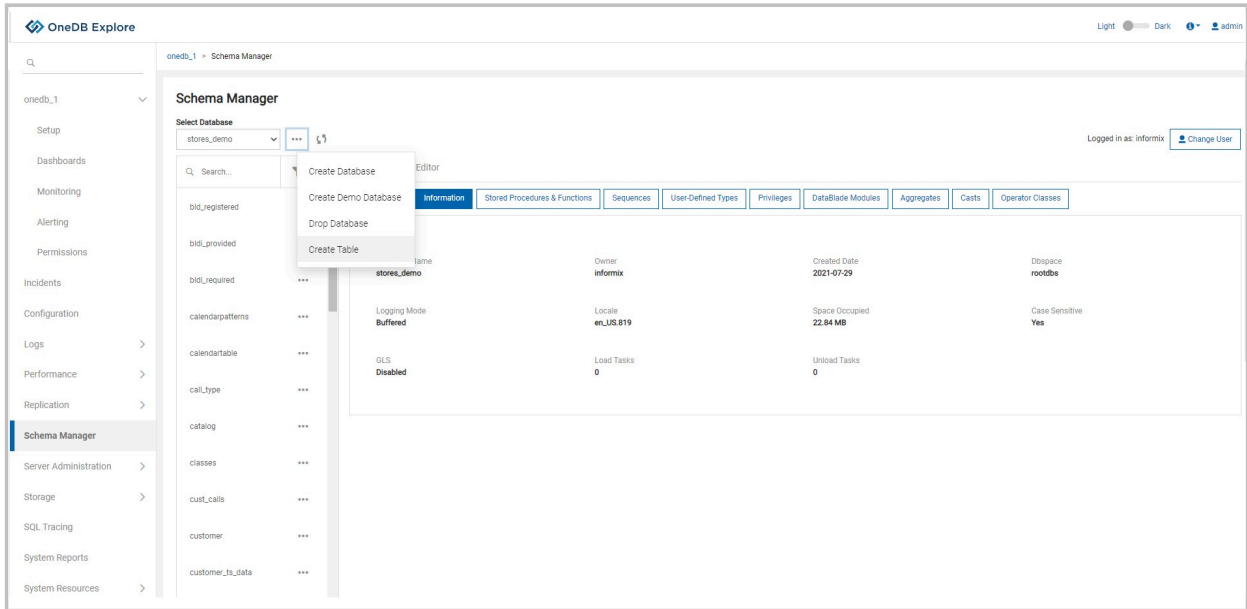 OneDB Explore
Light Dark admin
onedb_1 > Schema Manager
onedb_1
Setup
Dashboards
Monitoring
Alerting
Permissions
Incidents
Configuration
Logs
Performance
Replication
Schema Manager
Server Administration
Storage
SQL Tracing
System Reports
System Resources
Schema Manager
Select Database
stores_demo
Logged in as: informix Change User
Search...
Create Database
Create Demo Database
Drop Database
Create Table
bld_registered
bldi_provided
bldi_required
calendarpatterns
calendartable
call_type
catalog
classes
cust_calls
customer
customer_ts_data
Editor
Information Stored Procedures & Functions Sequences User-Defined Types Privileges DataBlade Modules Aggregates Casts Operator Classes
Owner Created Date Dbspace
stores_demo informix 2021-07-29 rootdbs
Logging Mode Locale Space Occupied Case Sensitive
Buffered en_US.819 22.84 MB Yes
GLS Load Tasks Unload Tasks
Disabled 0 0